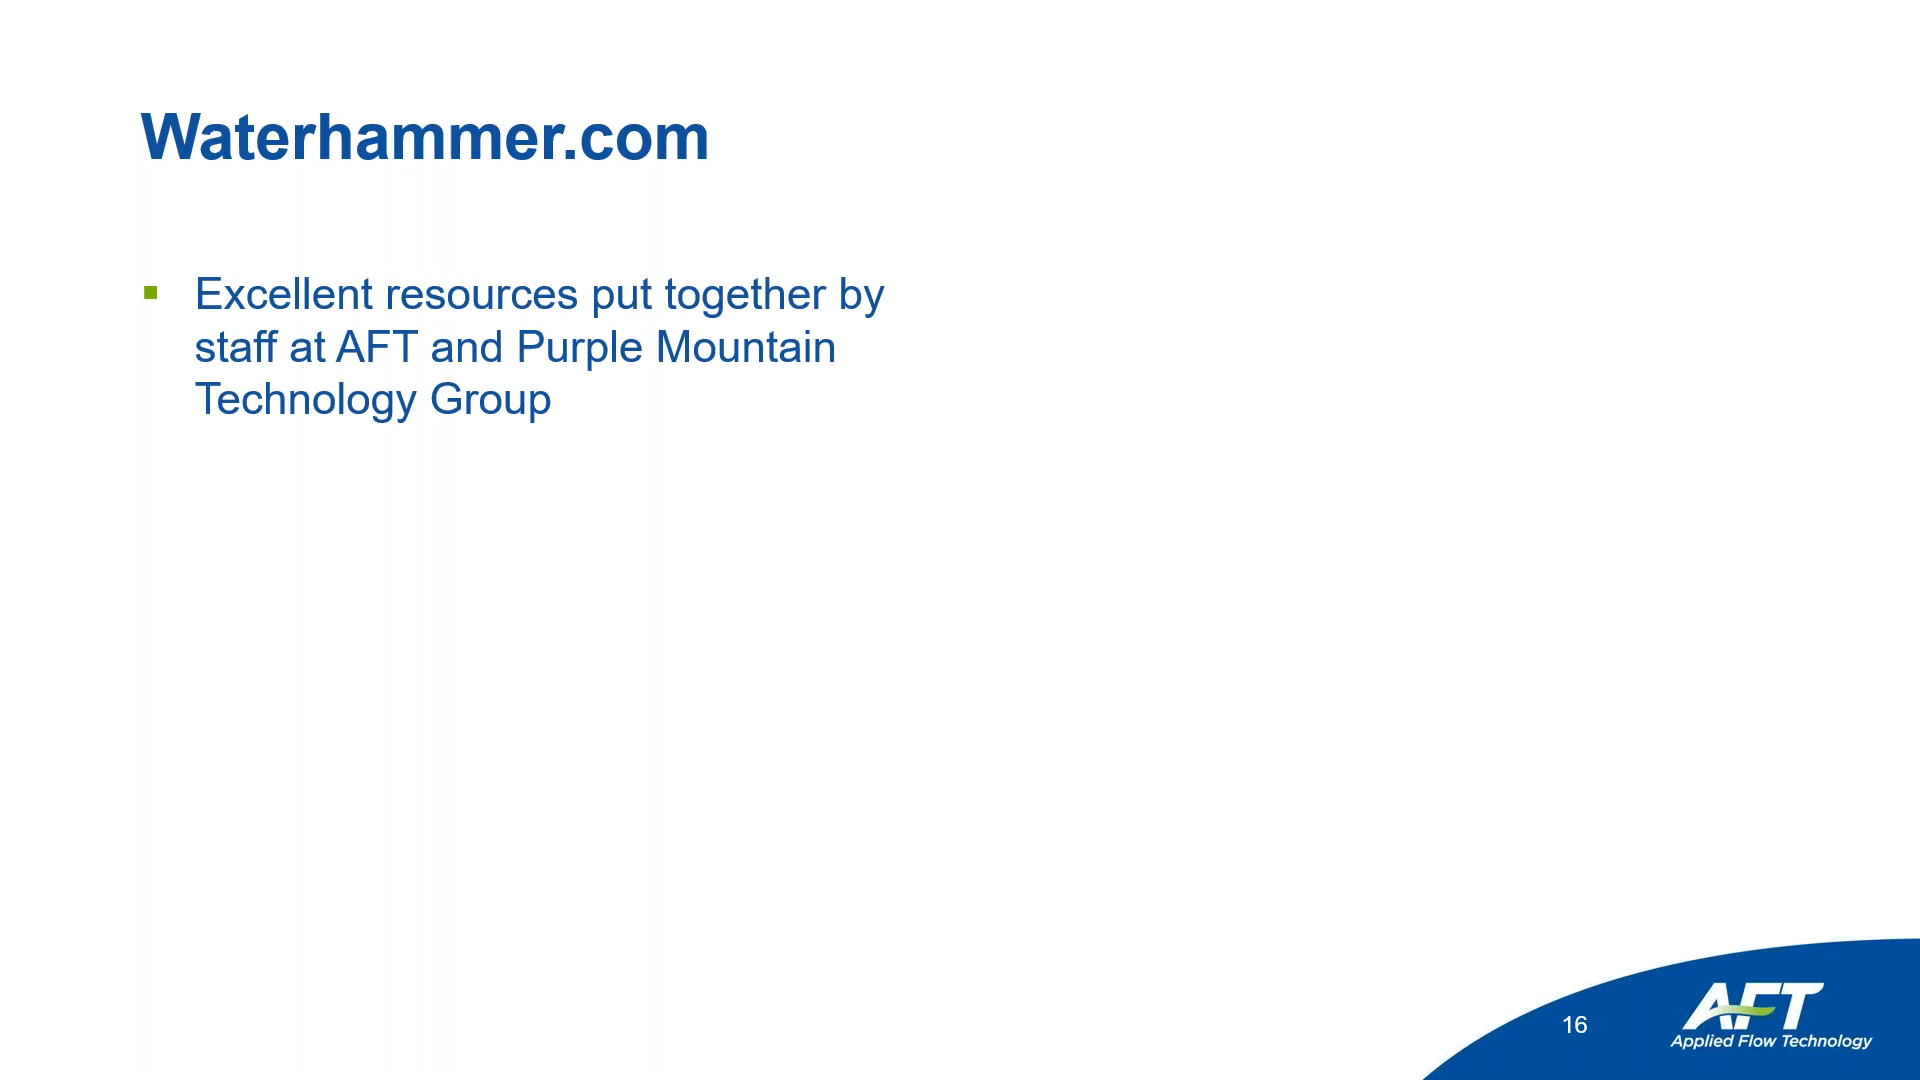 Waterhammer.com
Excellent resources put together by
staff at AFT and Purple Mountain
Technology Group
16
AFT
Applied Flow Technology